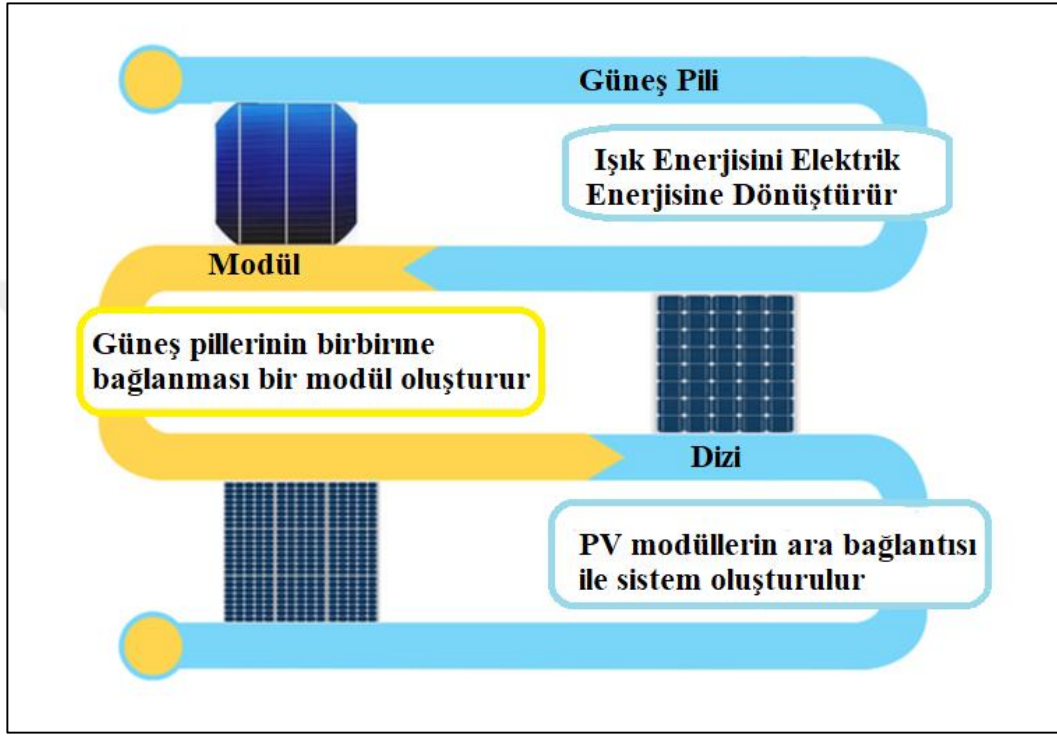 Güneş Pili
Işık Enerjisini Elektrik
Enerjisine Dönüştürür
Modül
Güneş pillerinin birbirıne
bağlanması bir modül oluşturur
Dizi
PV modüllerin ara bağlantısı
ile sistem oluşturulur